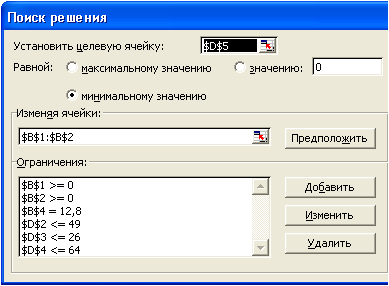 Поиск решения
Установить целевую ячейку: $D$5
Равной: максимальному значению значению: 0
минимальному значению
Изменяя ячейки:
$B$1:$B$2 Предположить
Ограничения:
$B$1 >= 0
$B$2 >= 0
$B$4 = 12,8
$D$2 <= 49
$D$3 <= 26
$D$4 <= 64
Добавить
Изменить
Удалить